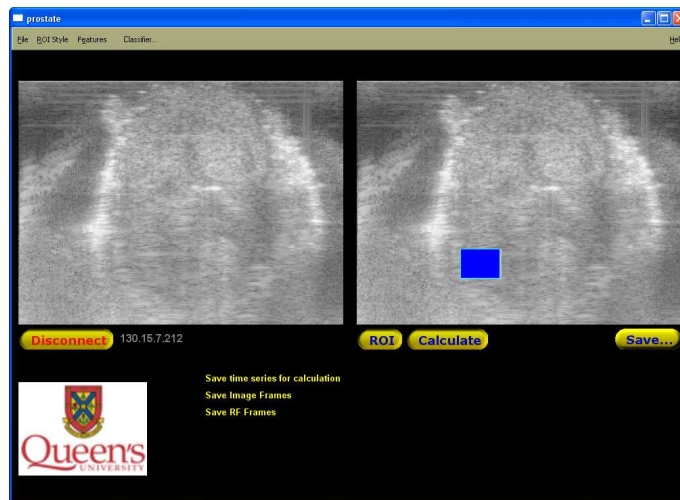 prostate
File ROI Style Features Classifier... Help
Disconnect 130.15.7.212 ROI Calculate Save...
Save time series for calculation
Save Image Frames
Save RF Frames
Queen's
UNIVERSITY